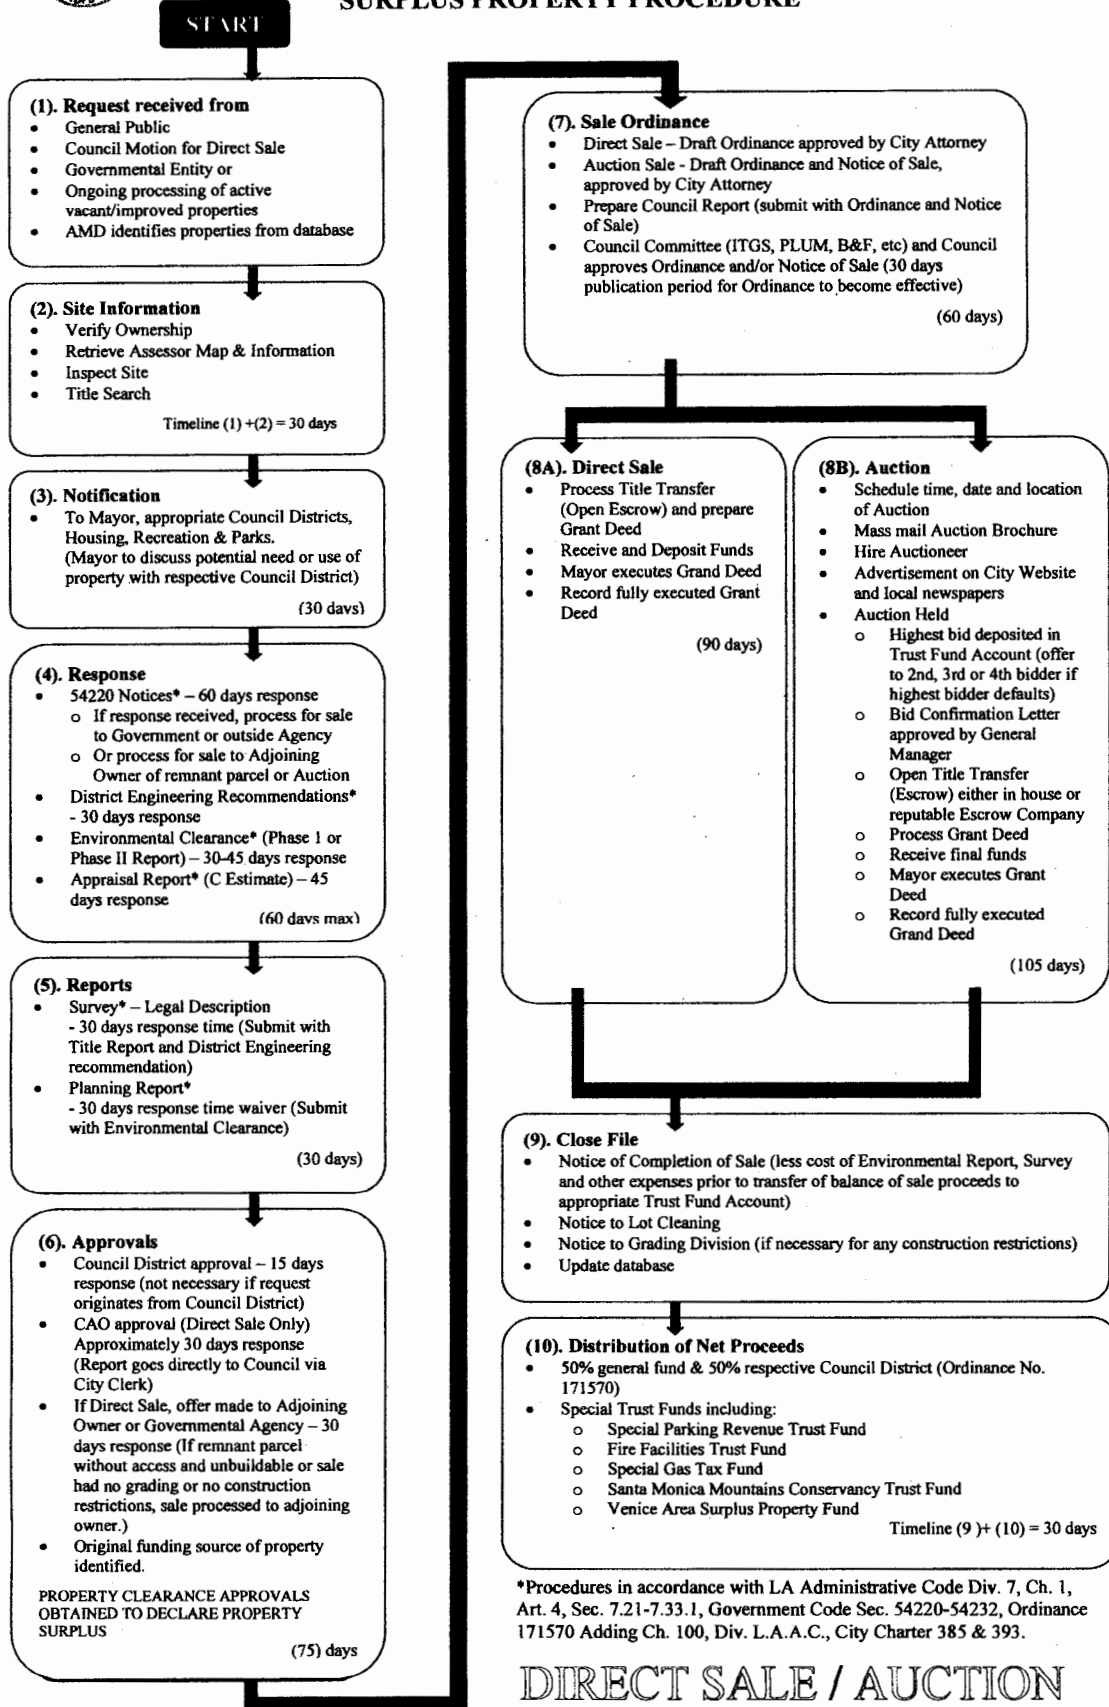 SURPLUS PROPERTY PROCEDURE
START
(1). Request received from
• General Public
• Council Motion for Direct Sale
• Governmental Entity or
• Ongoing processing of active
vacant/improved properties
• AMD identifies properties from database
(2). Site Information
• Verify Ownership
• Retrieve Assessor Map & Information
• Inspect Site
• Title Search
Timeline (1) +(2) = 30 days
(3). Notification
• To Mayor, appropriate Council Districts,
Housing, Recreation & Parks.
(Mayor to discuss potential need or use of
property with respective Council District)
(30 days)
(4). Response
• 54220 Notices* – 60 days response
o If response received, process for sale
to Government or outside Agency
o Or process for sale to Adjoining
Owner of remnant parcel or Auction
• District Engineering Recommendations*
- 30 days response
• Environmental Clearance* (Phase 1 or
Phase II Report) – 30-45 days response
• Appraisal Report* (C Estimate) – 45
days response
(60 days max)
(5). Reports
• Survey* – Legal Description
- 30 days response time (Submit with
Title Report and District Engineering
recommendation)
• Planning Report*
- 30 days response time waiver (Submit
with Environmental Clearance)
(30 days)
(6). Approvals
• Council District approval – 15 days
response (not necessary if request
originates from Council District)
• CAO approval (Direct Sale Only)
Approximately 30 days response
(Report goes directly to Council via
City Clerk)
• If Direct Sale, offer made to Adjoining
Owner or Governmental Agency – 30
days response (If remnant parcel
without access and unbuildable or sale
had no grading or no construction
restrictions, sale processed to adjoining
owner.)
• Original funding source of property
identified.
PROPERTY CLEARANCE APPROVALS
OBTAINED TO DECLARE PROPERTY
SURPLUS
(75) days
(7). Sale Ordinance
• Direct Sale – Draft Ordinance approved by City Attorney
• Auction Sale - Draft Ordinance and Notice of Sale,
approved by City Attorney
• Prepare Council Report (submit with Ordinance and Notice
of Sale)
• Council Committee (ITGS, PLUM, B&F, etc) and Council
approves Ordinance and/or Notice of Sale (30 days
publication period for Ordinance to become effective)
(60 days)
(8A). Direct Sale
• Process Title Transfer
(Open Escrow) and prepare
Grant Deed
• Receive and Deposit Funds
• Mayor executes Grand Deed
• Record fully executed Grant
Deed
(90 days)
(8B). Auction
• Schedule time, date and location
of Auction
• Mass mail Auction Brochure
• Hire Auctioneer
• Advertisement on City Website
and local newspapers
• Auction Held
o Highest bid deposited in
Trust Fund Account (offer
to 2nd, 3rd or 4th bidder if
highest bidder defaults)
o Bid Confirmation Letter
approved by General
Manager
o Open Title Transfer
(Escrow) either in house or
reputable Escrow Company
o Process Grant Deed
o Receive final funds
o Mayor executes Grant
Deed
o Record fully executed
Grand Deed
(105 days)
(9). Close File
• Notice of Completion of Sale (less cost of Environmental Report, Survey
and other expenses prior to transfer of balance of sale proceeds to
appropriate Trust Fund Account)
• Notice to Lot Cleaning
• Notice to Grading Division (if necessary for any construction restrictions)
• Update database
(10). Distribution of Net Proceeds
• 50% general fund & 50% respective Council District (Ordinance No.
171570)
• Special Trust Funds including:
o Special Parking Revenue Trust Fund
o Fire Facilities Trust Fund
o Special Gas Tax Fund
o Santa Monica Mountains Conservancy Trust Fund
o Venice Area Surplus Property Fund
Timeline (9 )+ (10) = 30 days
*Procedures in accordance with LA Administrative Code Div. 7, Ch. 1,
Art. 4, Sec. 7.21-7.33.1, Government Code Sec. 54220-54232, Ordinance
171570 Adding Ch. 100, Div. L.A.A.C., City Charter 385 & 393.
DIRECT SALE / AUCTION